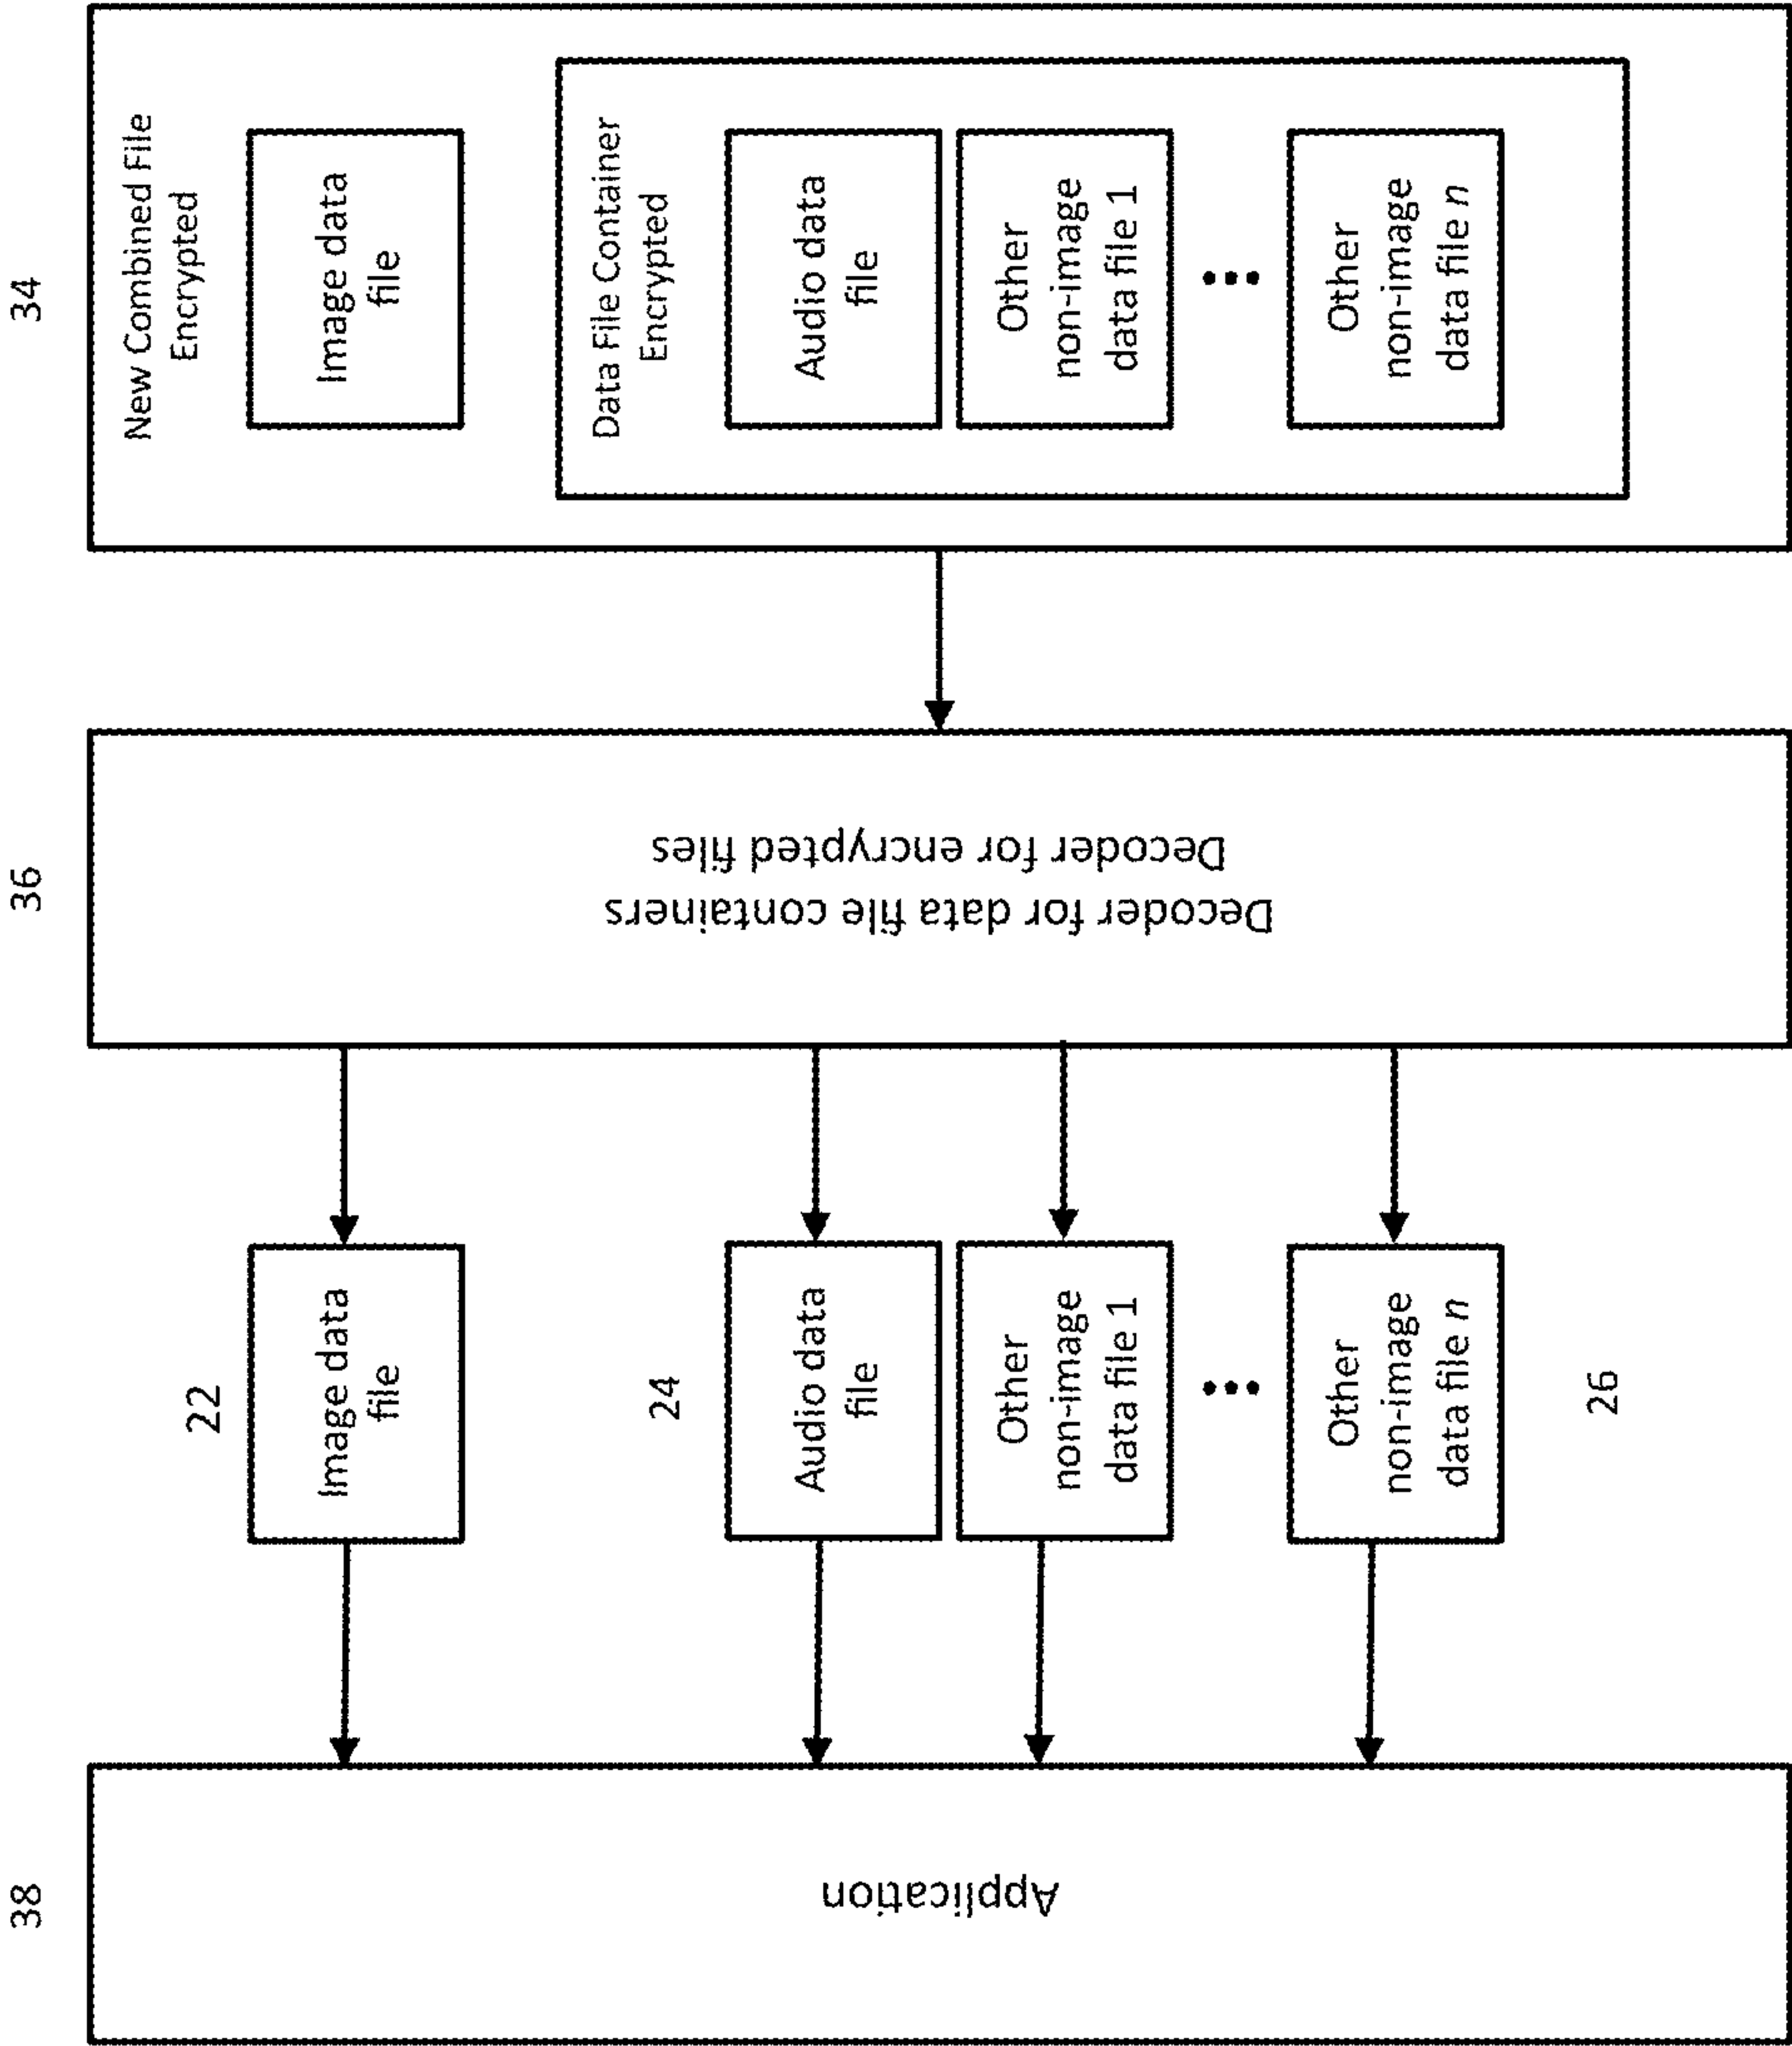 38
Application
22
Image data
file
24
Audio data
file
Other
non-image
data file 1
...
Other
non-image
data file n
26
36
Decoder for data file containers
Decoder for encrypted files
34
New Combined File
Encrypted
Image data
file
Data File Container
Encrypted
Audio data
file
Other
non-image
data file 1
...
Other
non-image
data file n